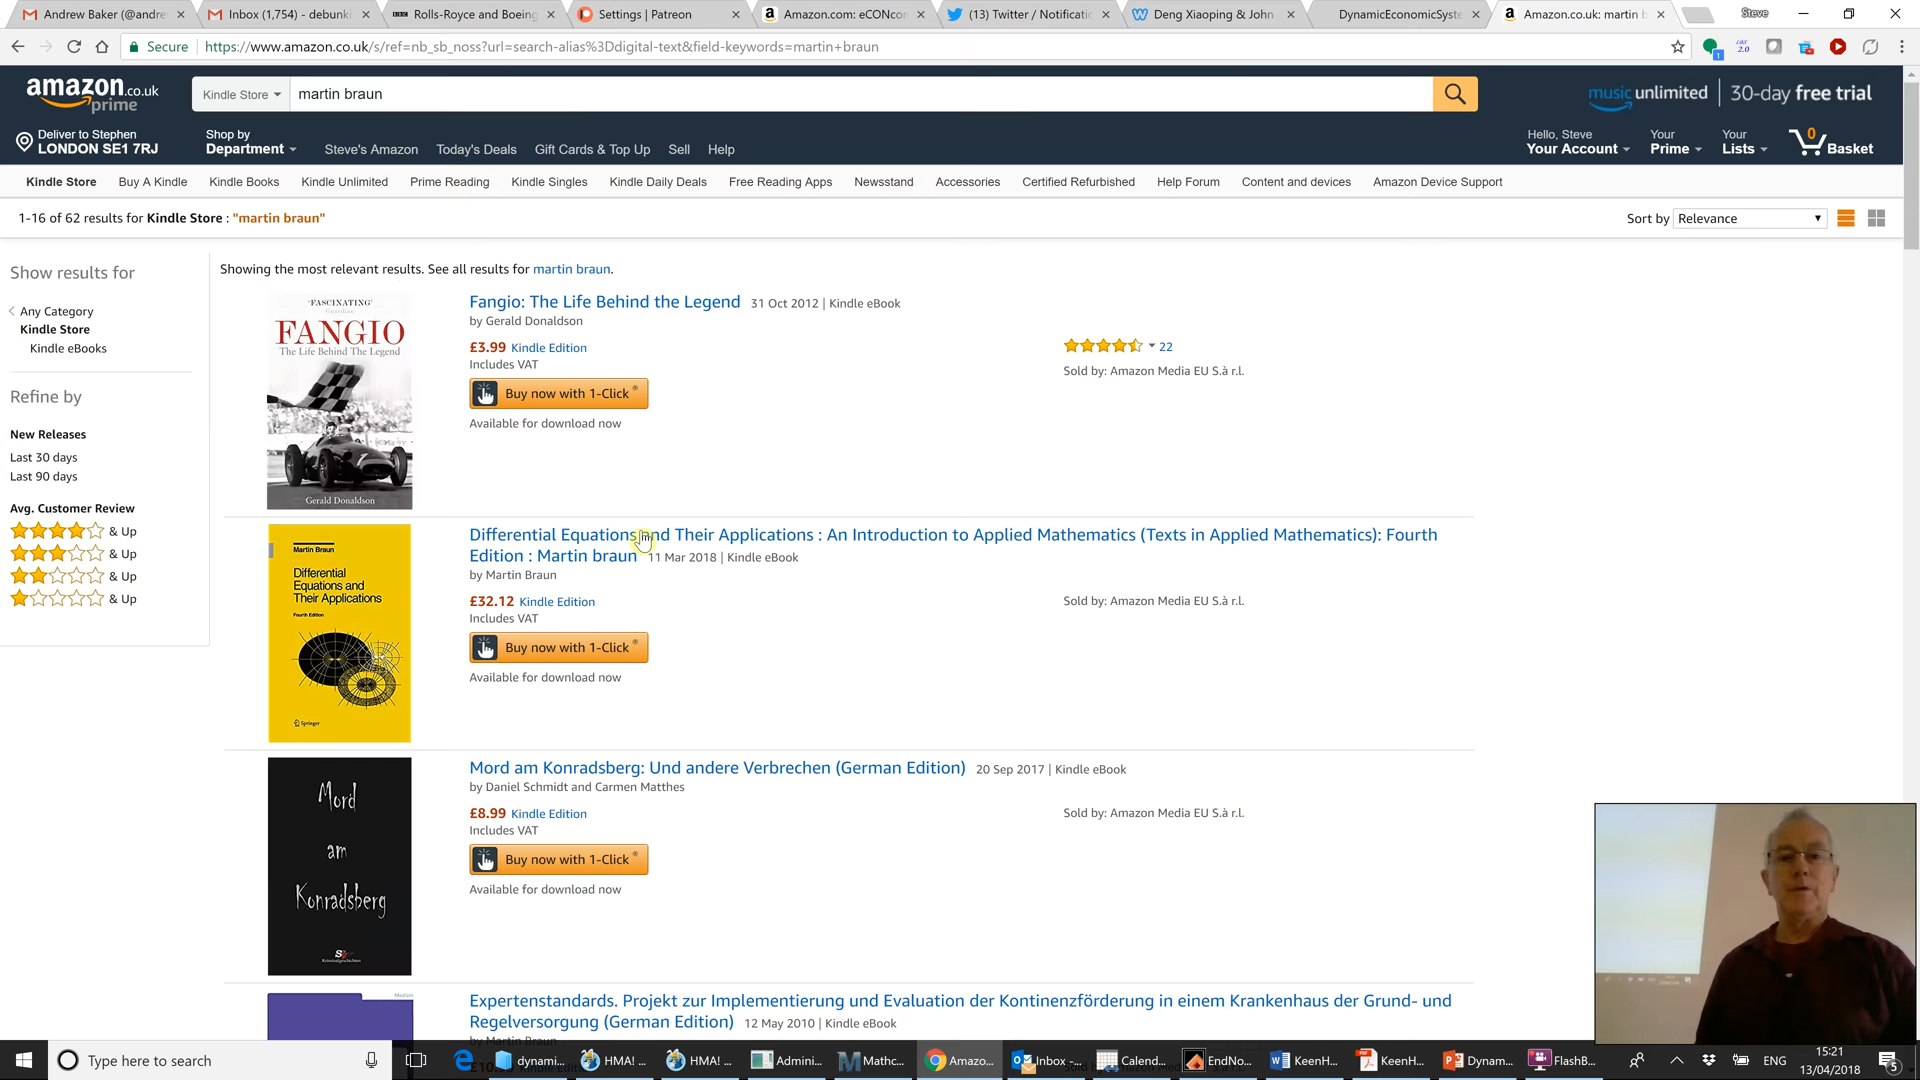 Andrew Baker (@andre
Inbox (1,754) - debunki
BBC Rolls-Royce and Boeing
Settings | Patreon
Amazon.com: eCONcom
(13) Twitter / Notificatio
Deng Xiaoping & John
DynamicEconomicSyste
Amazon.co.uk: martin b
Steve
Secure https://www.amazon.co.uk/s/ref=nb_sb_noss?url=search-alias%3Ddigital-text&field-keywords=martin+braun
1
2.0
amazon.co.uk
prime
Kindle Store
martin braun
music unlimited 30-day free trial
Deliver to Stephen
LONDON SE1 7RJ
Shop by
Department
Steve's Amazon Today's Deals Gift Cards & Top Up Sell Help
Hello, Steve
Your Account
Your
Prime
Your
Lists
0
Basket
Kindle Store Buy A Kindle Kindle Books Kindle Unlimited Prime Reading Kindle Singles Kindle Daily Deals Free Reading Apps Newsstand Accessories Certified Refurbished Help Forum Content and devices Amazon Device Support
1-16 of 62 results for Kindle Store : "martin braun"
Sort by Relevance
Show results for
Any Category
Kindle Store
Kindle eBooks
Refine by
New Releases
Last 30 days
Last 90 days
Avg. Customer Review
& Up
& Up
& Up
& Up
Showing the most relevant results. See all results for martin braun.
'FASCINATING'
Guardian
FANGIO
The Life Behind The Legend
7
Gerald Donaldson
Fangio: The Life Behind the Legend 31 Oct 2012 | Kindle eBook
by Gerald Donaldson
£3.99 Kindle Edition
Includes VAT
Buy now with 1-Click ®
Available for download now
22
Sold by: Amazon Media EU S.à r.l.
Martin Braun
Differential
Equations and
Their Applications
Fourth Edition
Springer
Differential Equations and Their Applications : An Introduction to Applied Mathematics (Texts in Applied Mathematics): Fourth
Edition : Martin braun 11 Mar 2018 | Kindle eBook
by Martin Braun
£32.12 Kindle Edition
Includes VAT
Buy now with 1-Click ®
Available for download now
Sold by: Amazon Media EU S.à r.l.
Mord
am
Konradsberg
Kriminalgeschichten
Mord am Konradsberg: Und andere Verbrechen (German Edition) 20 Sep 2017 | Kindle eBook
by Daniel Schmidt and Carmen Matthes
£8.99 Kindle Edition
Includes VAT
Buy now with 1-Click ®
Available for download now
Sold by: Amazon Media EU S.à r.l.
Medizin
Expertenstandards. Projekt zur Implementierung und Evaluation der Kontinenzförderung in einem Krankenhaus der Grund- und
Regelversorgung (German Edition) 12 May 2010 | Kindle eBook
by Martin Braun
Type here to search
dynami...
HMA! ...
HMA! ...
Admini...
Mathc...
Amazo...
Inbox -...
Calend...
EndNo...
KeenH...
KeenH...
Dynam...
FlashB...
ENG
15:21
13/04/2018
5